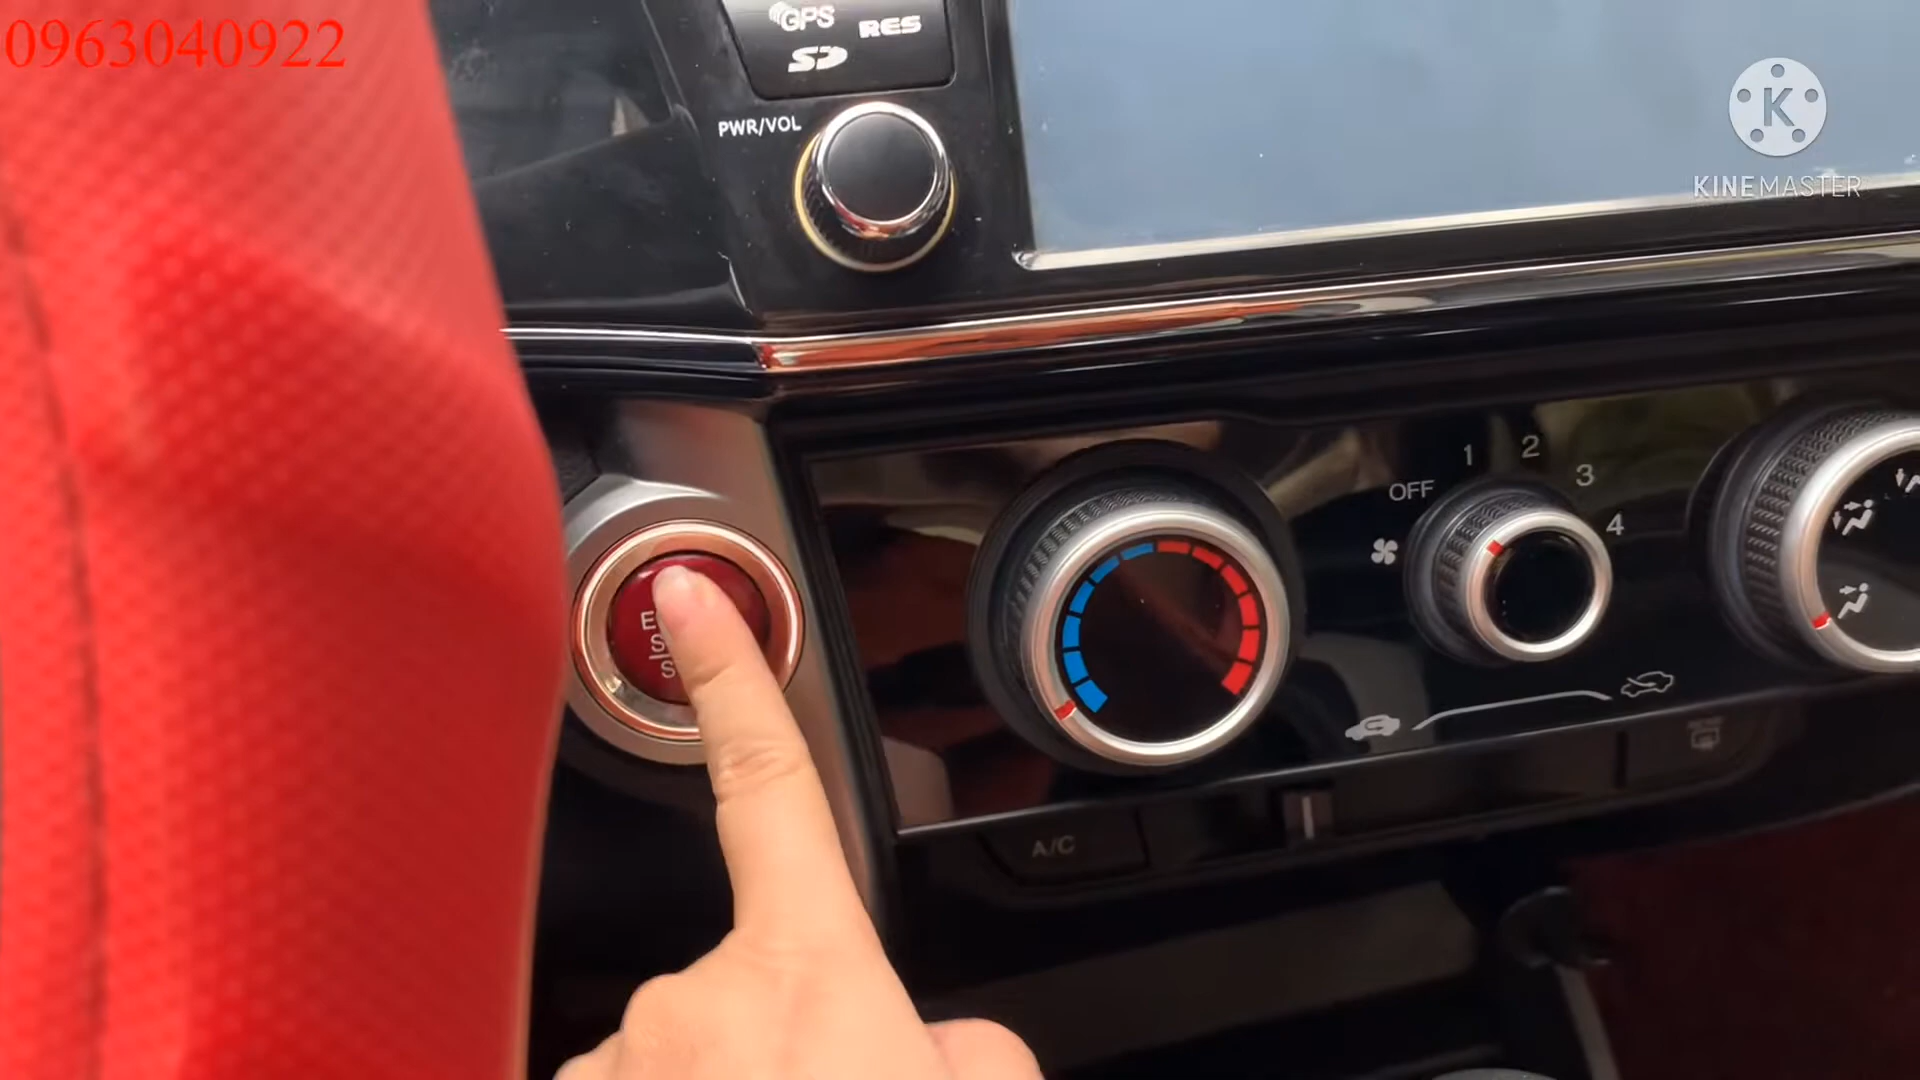 0963040922
GPS RES
SD
PWR/VOL
KINEMASTER
OFF 1 2 3 4
A/C